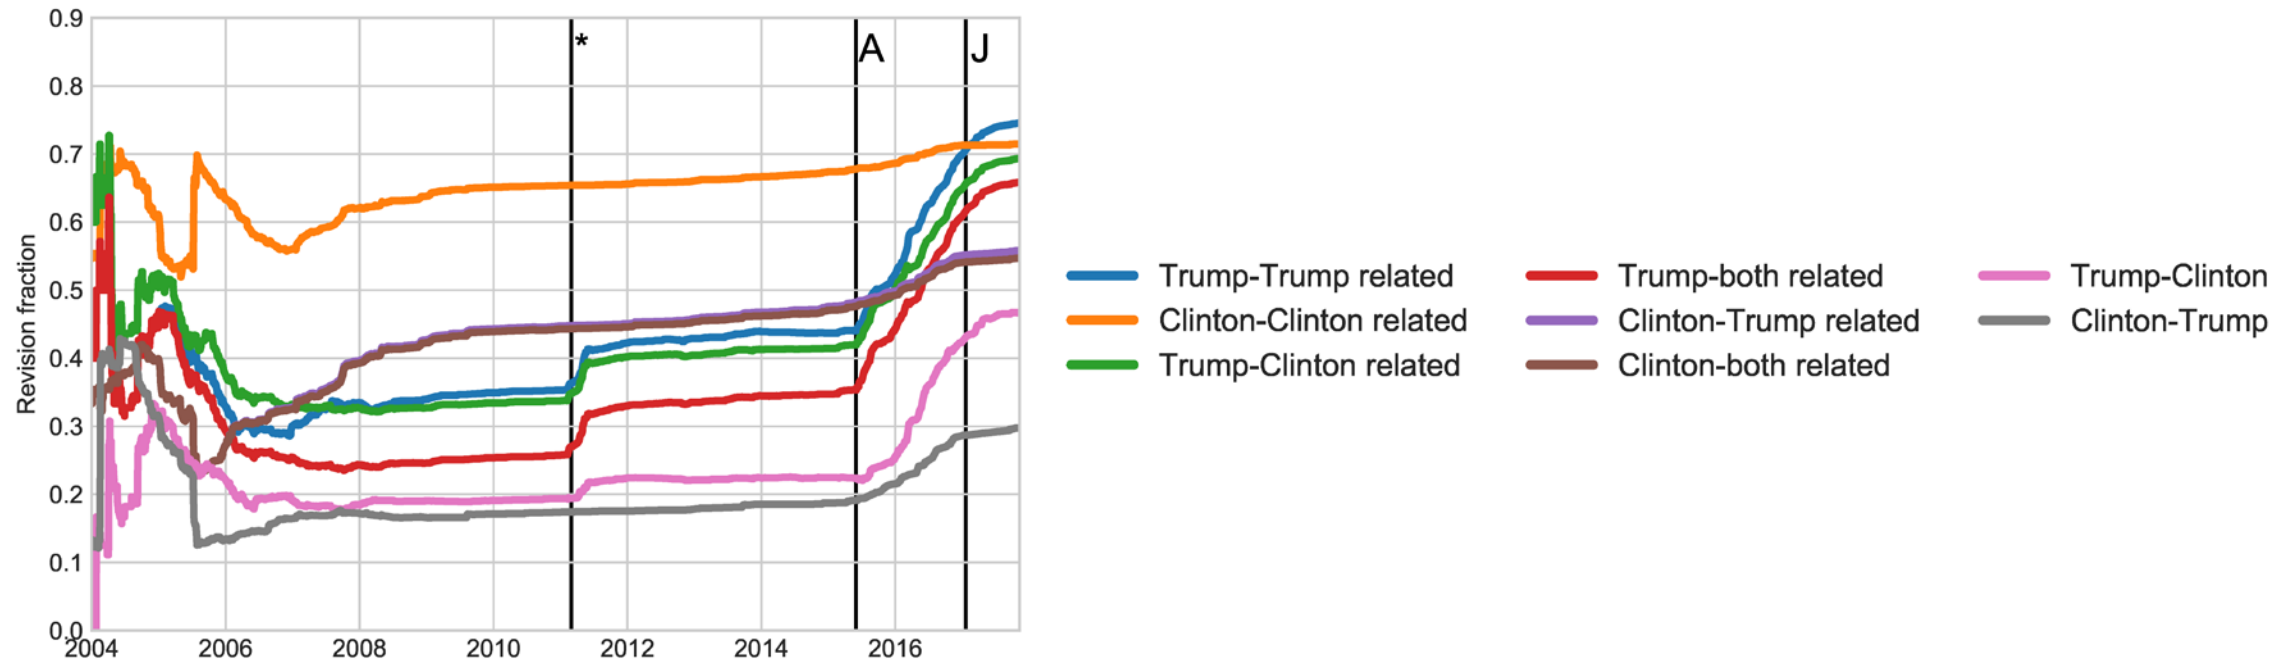 0.9
0.8
0.7
0.6
0.5
0.4
0.3
0.2
0.1
0.0
Revision fraction
* A J
2004 2006 2008 2010 2012 2014 2016
Trump-Trump related
Clinton-Clinton related
Trump-Clinton related
Trump-both related
Clinton-Trump related
Clinton-both related
Trump-Clinton
Clinton-Trump